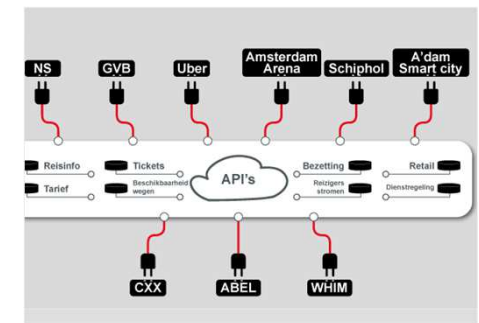 NS
GVB
Uber
Amsterdam
Arena
Schiphol
A'dam
Smart city
Reisinfo
Tickets
API's
Bezetting
Retail
Tarief
Beschikbaarheid
wegen
Reizigers
stromen
Dienstregeling
CXX
ABEL
WHIM